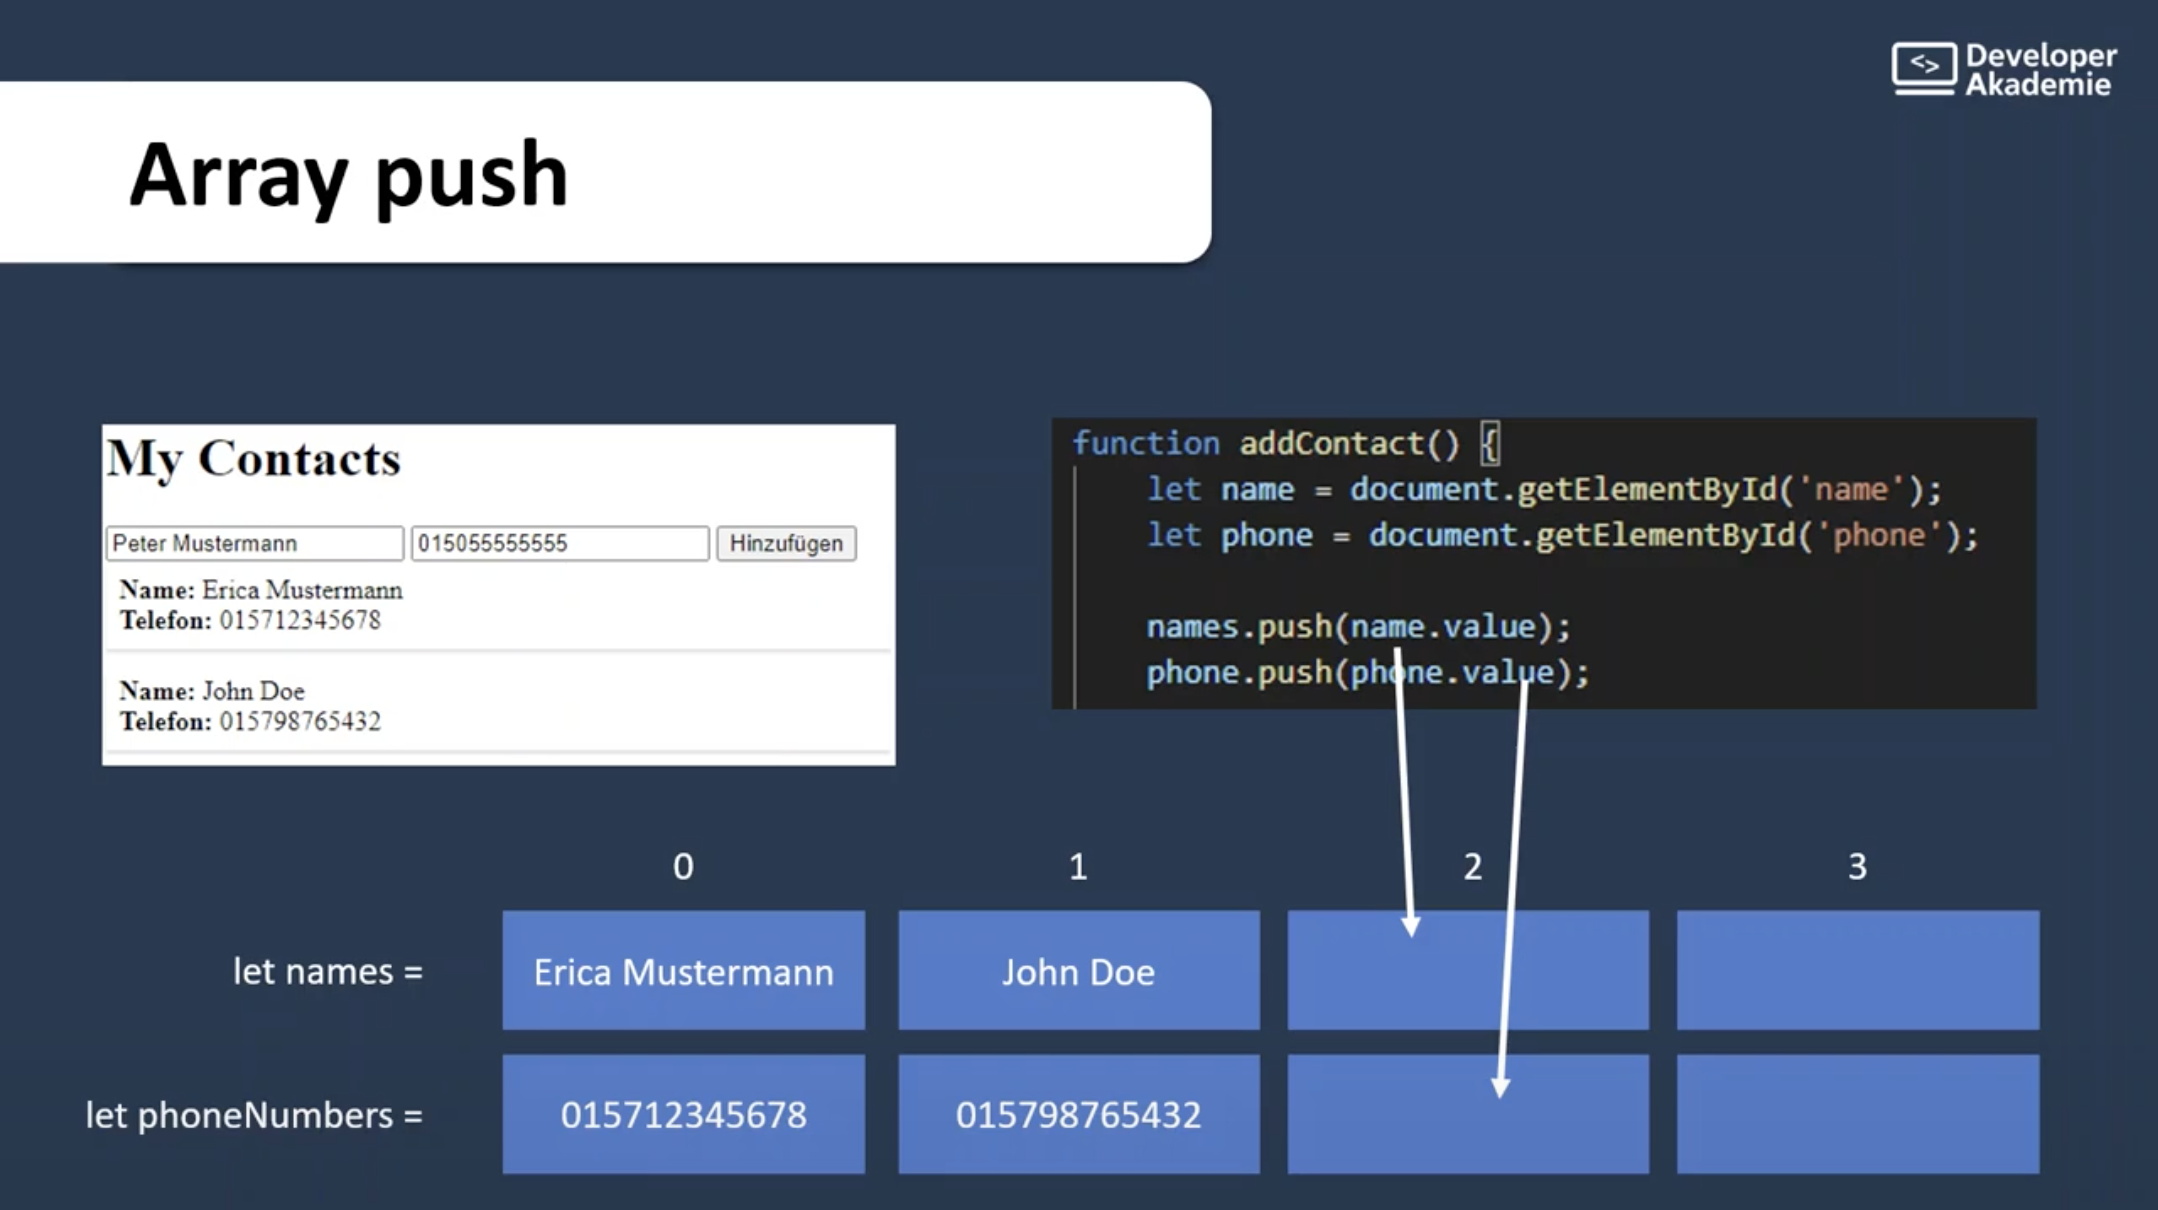 <> Developer
Akademie
Array push
My Contacts
Peter Mustermann 015055555555 Hinzufügen
Name: Erica Mustermann
Telefon: 015712345678
Name: John Doe
Telefon: 015798765432
function addContact() {
let name = document.getElementById('name');
let phone = document.getElementById('phone');
names.push(name.value);
phone.push(phone.value);
0 1 2 3
let names = Erica Mustermann John Doe
let phoneNumbers = 015712345678 015798765432